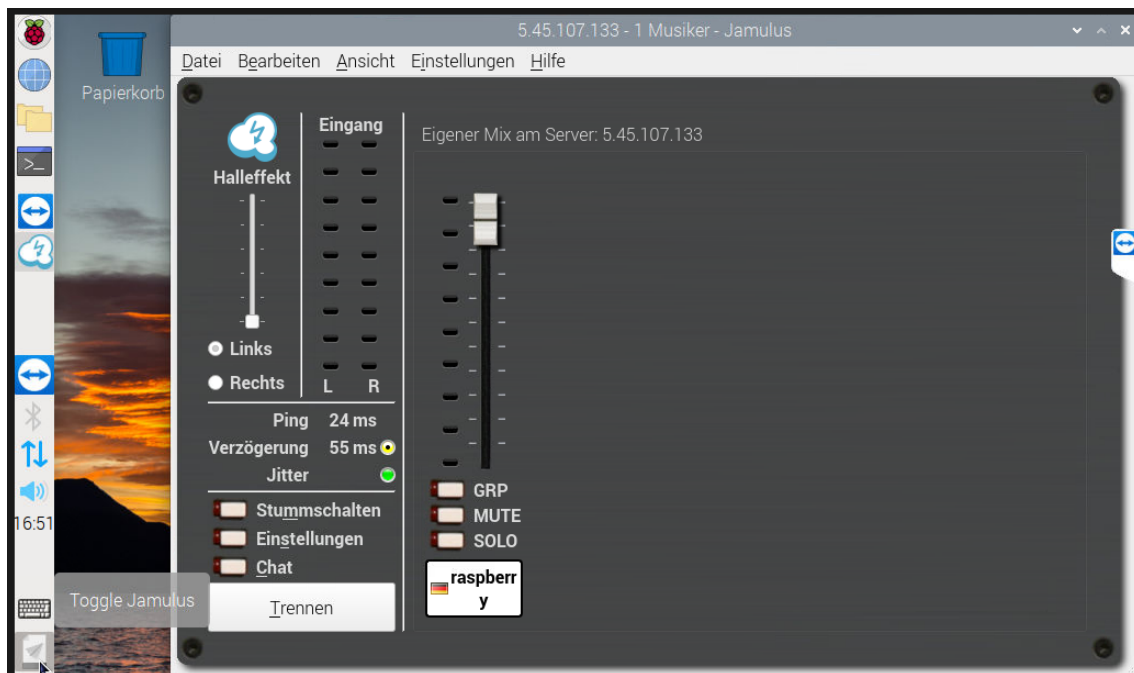 5.45.107.133 - 1 Musiker - Jamulus
Datei Bearbeiten Ansicht Einstellungen Hilfe
Papierkorb
>_
Halleffekt
Links
Rechts
Eingang
L R
Ping 24 ms
Verzögerung 55 ms
Jitter
Stummschalten
Einstellungen
Chat
Trennen
Eigener Mix am Server: 5.45.107.133
GRP
MUTE
SOLO
raspberr
y
16:51
Toggle Jamulus